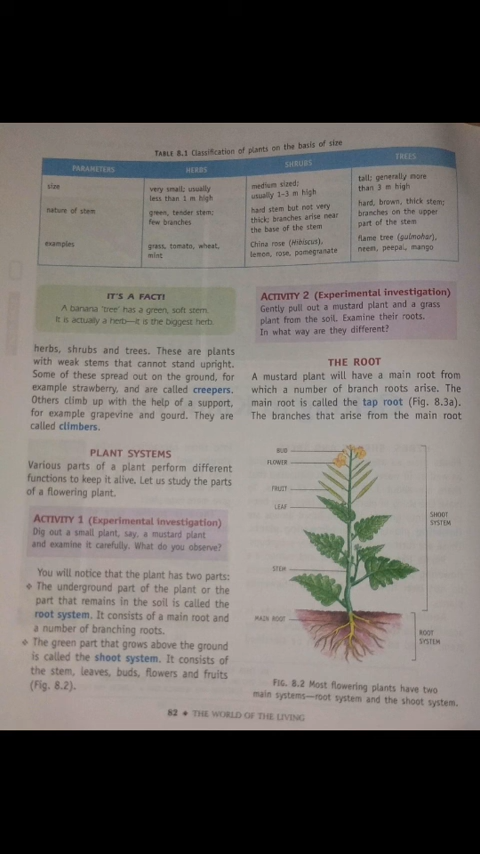 TABLE 8.1 Classification of plants on the basis of size
PARAMETERS HERBS SHRUBS TREES
size very small; usually less than 1 m high medium sized; usually 1–3 m high tall; generally more than 3 m high
nature of stem green, tender stem; few branches hard stem but not very thick; branches arise near the base of the stem hard, brown, thick stem; branches on the upper part of the stem
examples grass, tomato, wheat, mint China rose (Hibiscus), lemon, rose, pomegranate flame tree (gulmohar), neem, peepal, mango
IT'S A FACT!
A banana 'tree' has a green, soft stem.
It is actually a herb—it is the biggest herb.
herbs, shrubs and trees. These are plants
with weak stems that cannot stand upright.
Some of these spread out on the ground, for
example strawberry, and are called creepers.
Others climb up with the help of a support,
for example grapevine and gourd. They are
called climbers.
PLANT SYSTEMS
Various parts of a plant perform different
functions to keep it alive. Let us study the parts
of a flowering plant.
ACTIVITY 1 (Experimental investigation)
Dig out a small plant, say, a mustard plant
and examine it carefully. What do you observe?
You will notice that the plant has two parts:
❖ The underground part of the plant or the
part that remains in the soil is called the
root system. It consists of a main root and
a number of branching roots.
❖ The green part that grows above the ground
is called the shoot system. It consists of
the stem, leaves, buds, flowers and fruits
(Fig. 8.2).
ACTIVITY 2 (Experimental investigation)
Gently pull out a mustard plant and a grass
plant from the soil. Examine their roots.
In what way are they different?
THE ROOT
A mustard plant will have a main root from
which a number of branch roots arise. The
main root is called the tap root (Fig. 8.3a).
The branches that arise from the main root
BUD
FLOWER
FRUIT
LEAF
STEM
MAIN ROOT
SHOOT
SYSTEM
ROOT
SYSTEM
FIG. 8.2 Most flowering plants have two
main systems—root system and the shoot system.
82 ✦ THE WORLD OF THE LIVING